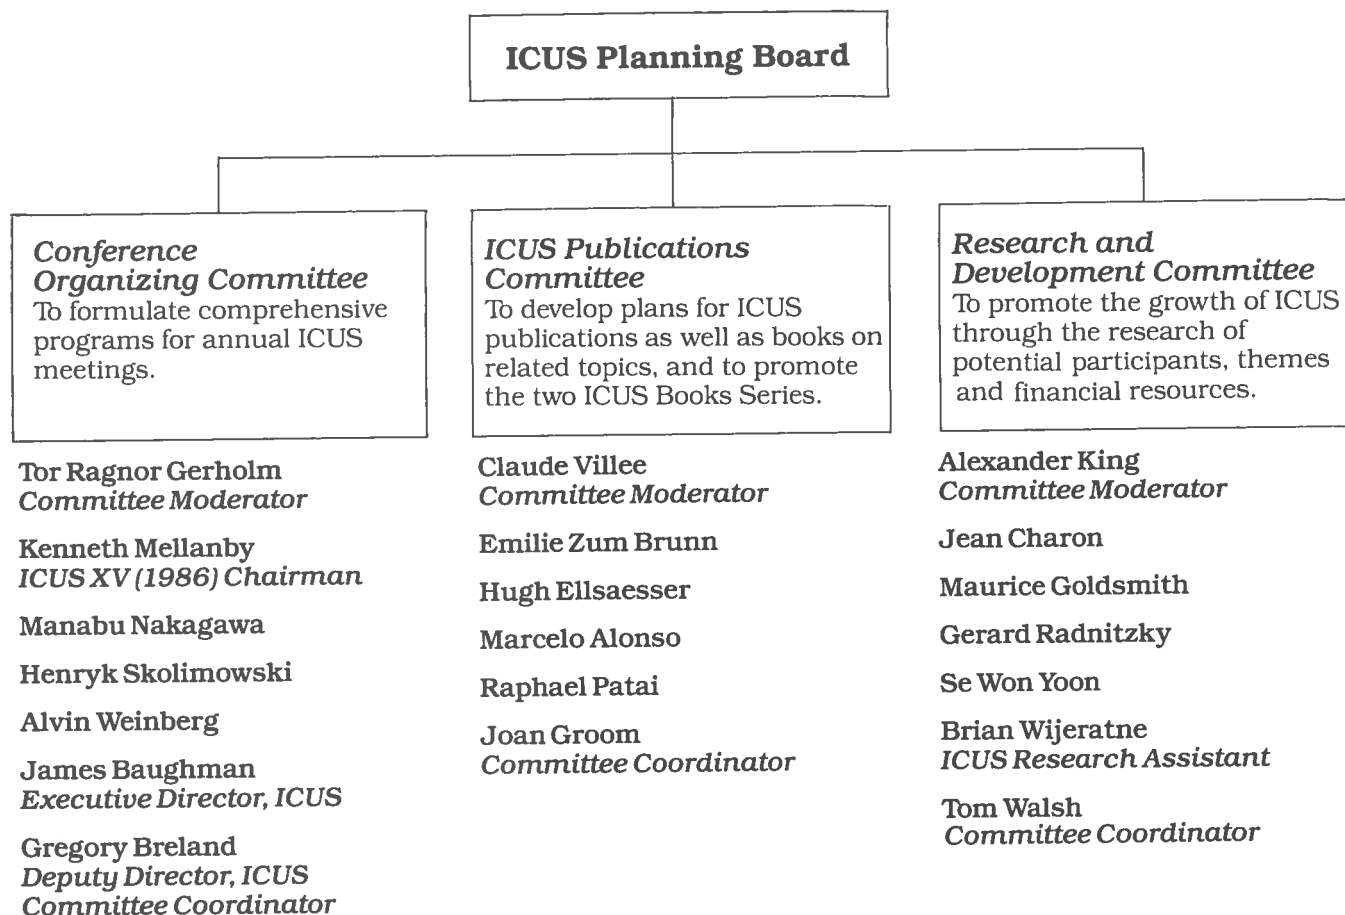 ICUS Planning Board
Conference
Organizing Committee
To formulate comprehensive
programs for annual ICUS
meetings.
Tor Ragnor Gerholm
Committee Moderator
Kenneth Mellanby
ICUS XV (1986) Chairman
Manabu Nakagawa
Henryk Skolimowski
Alvin Weinberg
James Baughman
Executive Director, ICUS
Gregory Breland
Deputy Director, ICUS
Committee Coordinator
ICUS Publications
Committee
To develop plans for ICUS
publications as well as books on
related topics, and to promote
the two ICUS Books Series.
Claude Villee
Committee Moderator
Emilie Zum Brunn
Hugh Ellsaesser
Marcelo Alonso
Raphael Patai
Joan Groom
Committee Coordinator
Research and
Development Committee
To promote the growth of ICUS
through the research of
potential participants, themes
and financial resources.
Alexander King
Committee Moderator
Jean Charon
Maurice Goldsmith
Gerard Radnitzky
Se Won Yoon
Brian Wijeratne
ICUS Research Assistant
Tom Walsh
Committee Coordinator